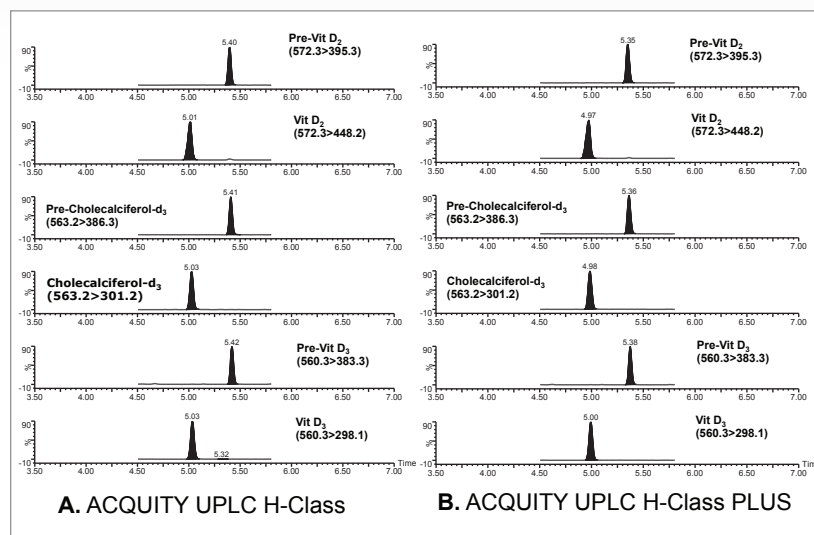 5.40
Pre-Vit D2
(572.3>395.3)
90
%
-10
3.50 4.00 4.50 5.00 5.50 6.00 6.50 7.00
5.01
Vit D2
(572.3>448.2)
90
%
-10
3.50 4.00 4.50 5.00 5.50 6.00 6.50 7.00
5.41
Pre-Cholecalciferol-d3
(563.2>386.3)
90
%
-10
3.50 4.00 4.50 5.00 5.50 6.00 6.50 7.00
5.03
Cholecalciferol-d3
(563.2>301.2)
90
%
-10
3.50 4.00 4.50 5.00 5.50 6.00 6.50 7.00
5.42
Pre-Vit D3
(560.3>383.3)
90
%
-10
3.50 4.00 4.50 5.00 5.50 6.00 6.50 7.00
5.03
Vit D3
(560.3>298.1)
90
%
5.32
-10
Time
3.50 4.00 4.50 5.00 5.50 6.00 6.50 7.00
A. ACQUITY UPLC H-Class
5.35
Pre-Vit D2
(572.3>395.3)
90
%
-10
3.50 4.00 4.50 5.00 5.50 6.00 6.50 7.00
4.97
Vit D2
(572.3>448.2)
90
%
-10
3.50 4.00 4.50 5.00 5.50 6.00 6.50 7.00
5.36
Pre-Cholecalciferol-d3
(563.2>386.3)
90
%
-10
3.50 4.00 4.50 5.00 5.50 6.00 6.50 7.00
4.98
Cholecalciferol-d3
(563.2>301.2)
90
%
-10
3.50 4.00 4.50 5.00 5.50 6.00 6.50 7.00
5.38
Pre-Vit D3
(560.3>383.3)
90
%
-10
3.50 4.00 4.50 5.00 5.50 6.00 6.50 7.00
5.00
Vit D3
(560.3>298.1)
90
%
-10
3.50 4.00 4.50 5.00 5.50 6.00 6.50 7.00
B. ACQUITY UPLC H-Class PLUS